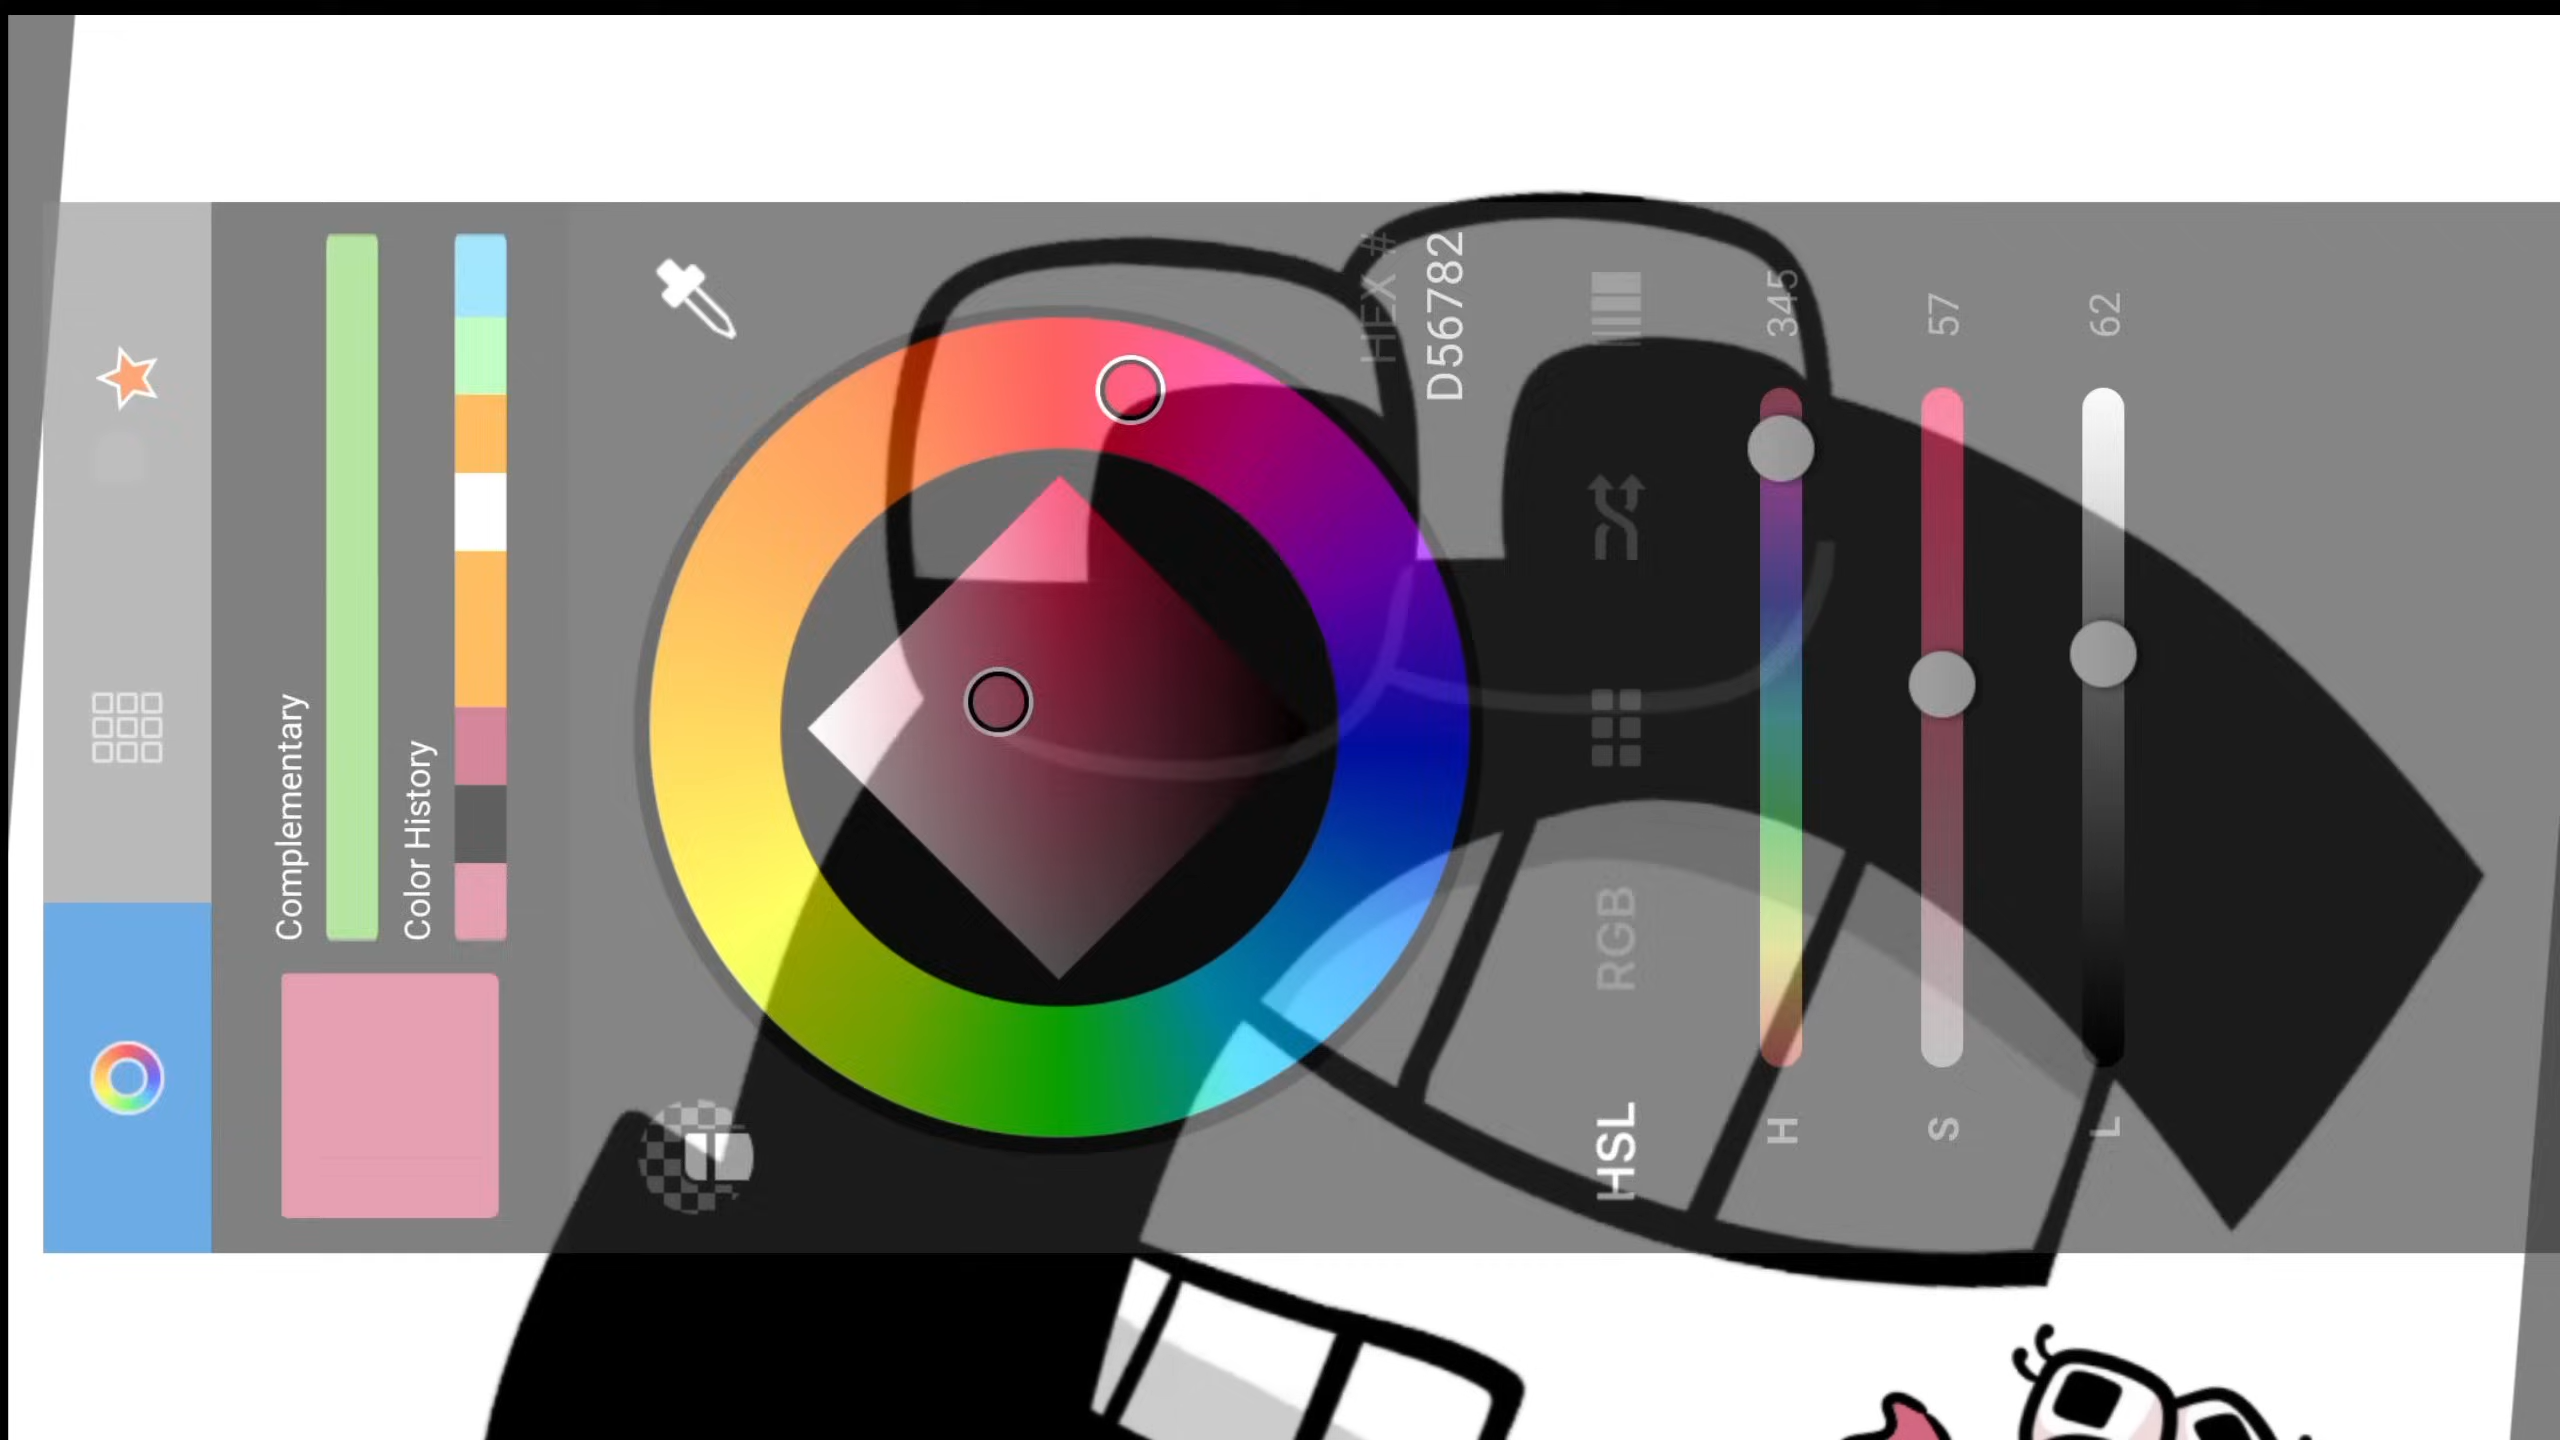 Complementary
Color History
HEX #
D56782
HSL
RGB
H
345
S
57
L
62